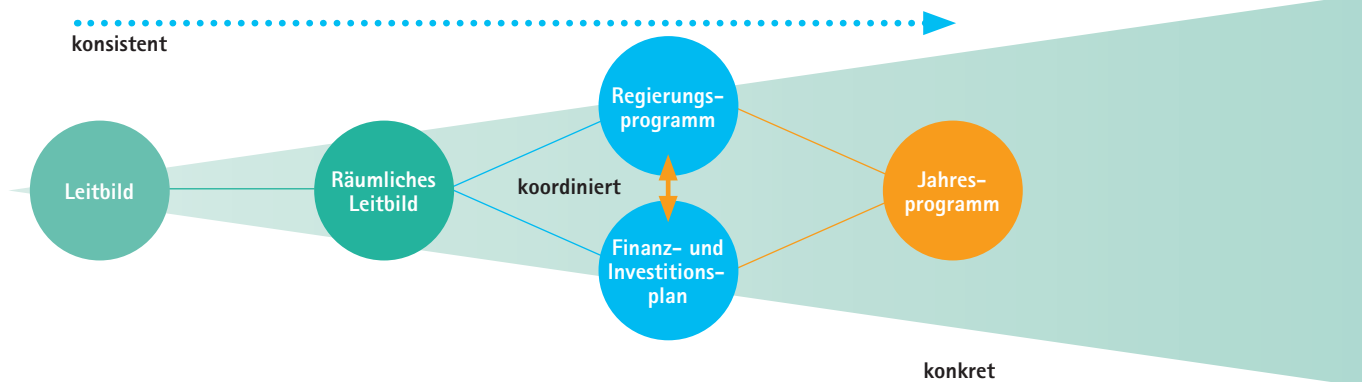 konsistent
Leitbild
Räumliches
Leitbild
koordiniert
Regierungs-
programm
Finanz- und
Investitions-
plan
Jahres-
programm
konkret